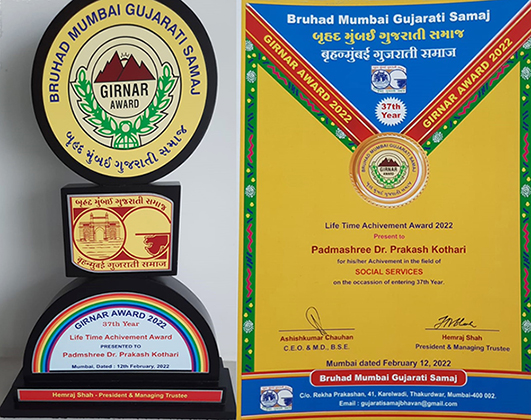 BRUHAD MUMBAI GUJARATI SAMAJ
GIRNAR
AWARD
બૃહદ મુંબઈ ગુજરાતી સમાજ
બૃહદ મુંબઈ ગુજરાતી સમાજ
बृहन्मुंबई गुजराती समाज
GIRNAR AWARD 2022
37th Year
Life Time Achivement Award
PRESENTED TO
Padmshree Dr. Prakash Kothari
Mumbai, Dated : 12th February, 2022
Hemraj Shah - President & Managing Trustee
Bruhad Mumbai Gujarati Samaj
બૃહદ મુંબઈ ગુજરાતી સમાજ
बृहन्मुंबई गुजराती समाज
GIRNAR AWARD 2022
GIRNAR AWARD 2022
37th
Year
BRUHAD MUMBAI GUJARATI SAMAJ
GIRNAR
AWARD
Life Time Achivement Award 2022
Present to
Padmashree Dr. Prakash Kothari
for his/her Achivement in the field of
SOCIAL SERVICES
on the occassion of entering 37th Year.
Ashishkumar Chauhan
C.E.O. & M.D., B.S.E.
Hemraj Shah
President & Managing Trustee
Mumbai dated February 12, 2022
Bruhad Mumbai Gujarati Samaj
C/o. Rekha Prakashan, 41, Karelwadi, Thakurdwar, Mumbai-400 002.
Email : gujaratisamajbhavan@gmail.com